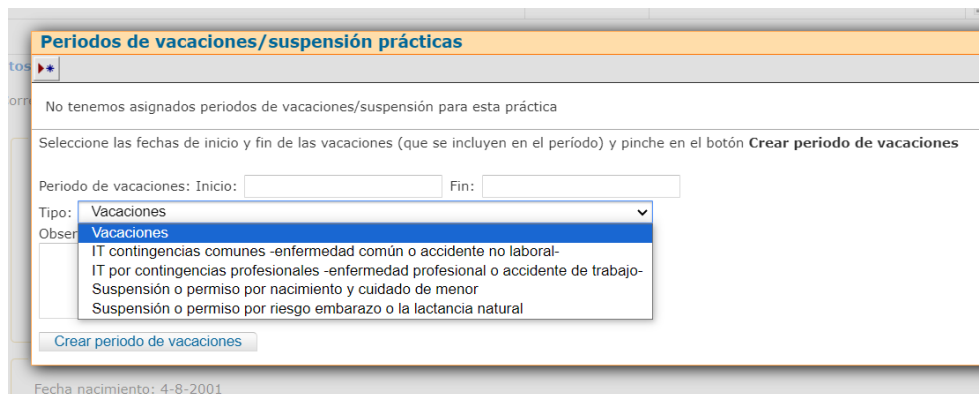 Periodos de vacaciones/suspensión prácticas
tos
orre
No tenemos asignados periodos de vacaciones/suspensión para esta práctica
Seleccione las fechas de inicio y fin de las vacaciones (que se incluyen en el período) y pinche en el botón Crear periodo de vacaciones
Periodo de vacaciones: Inicio: Fin:
Tipo: Vacaciones
Obser
Vacaciones
IT contingencias comunes -enfermedad común o accidente no laboral-
IT por contingencias profesionales -enfermedad profesional o accidente de trabajo-
Suspensión o permiso por nacimiento y cuidado de menor
Suspensión o permiso por riesgo embarazo o la lactancia natural
Crear periodo de vacaciones
Fecha nacimiento: 4-8-2001